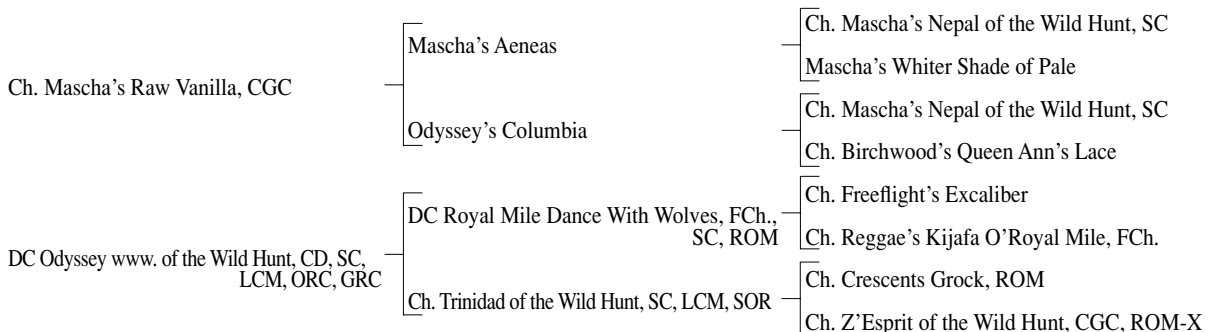 Ch. Mascha’s Raw Vanilla, CGC
Mascha’s Aeneas
Ch. Mascha’s Nepal of the Wild Hunt, SC
Mascha’s Whiter Shade of Pale
Odyssey’s Columbia
Ch. Mascha’s Nepal of the Wild Hunt, SC
Ch. Birchwood’s Queen Ann’s Lace
DC Odyssey www. of the Wild Hunt, CD, SC,
LCM, ORC, GRC
DC Royal Mile Dance With Wolves, FCh.,
SC, ROM
Ch. Freeflight’s Excaliber
Ch. Reggae’s Kijafa O’Royal Mile, FCh.
Ch. Trinidad of the Wild Hunt, SC, LCM, SOR
Ch. Crescents Grock, ROM
Ch. Z’Esprit of the Wild Hunt, CGC, ROM-X